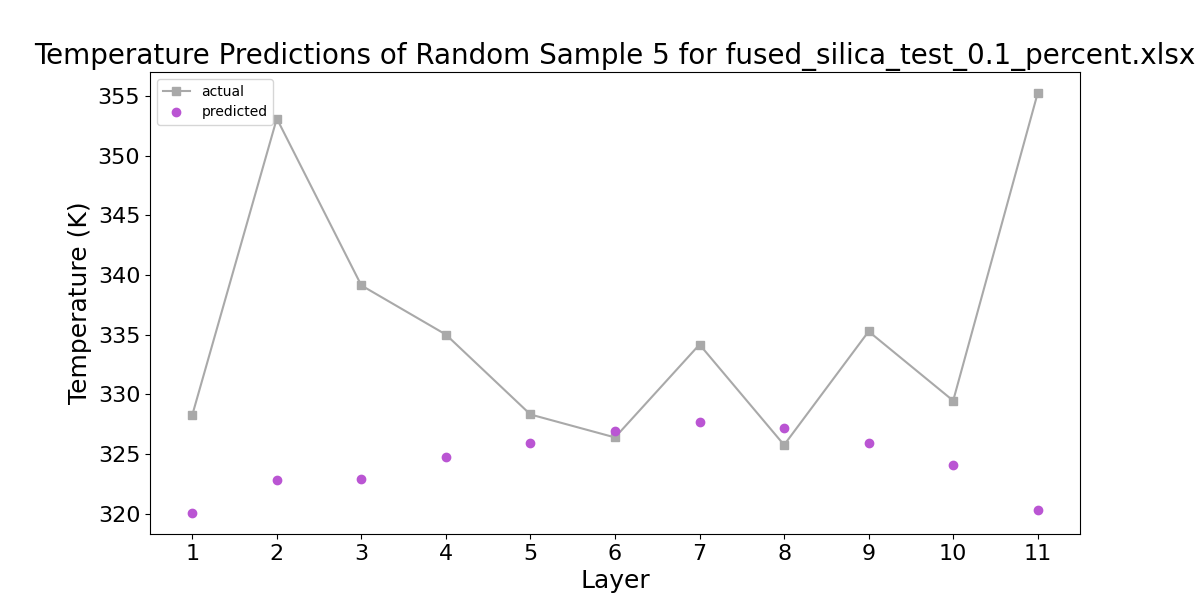 Temperature Predictions of Random Sample 5 for fused_silica_test_0.1_percent.xlsx
actual
predicted
355
350
345
340
335
330
325
320
Temperature (K)
1 2 3 4 5 6 7 8 9 10 11
Layer